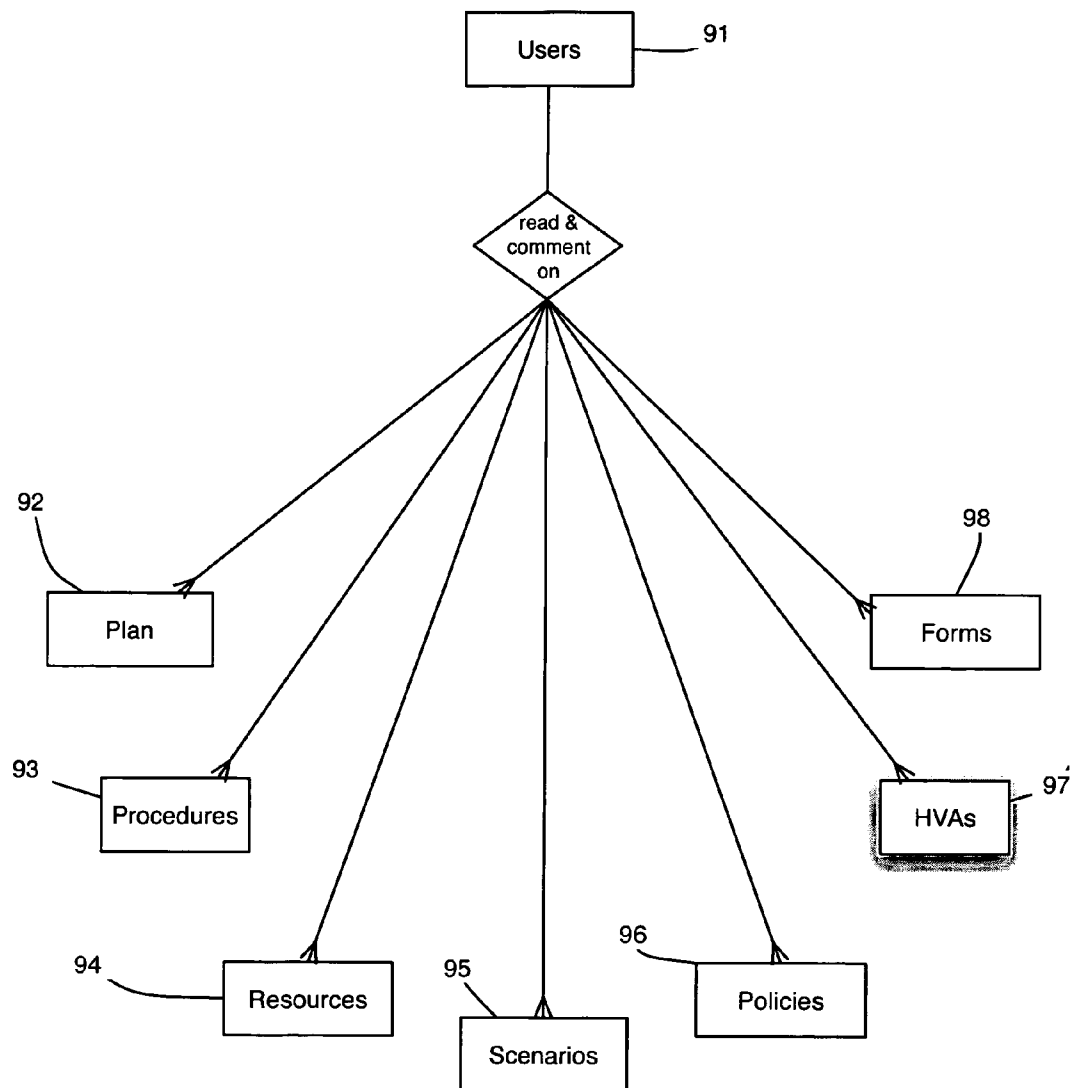 Users
91
read &
comment
on
92
Plan
98
Forms
93
Procedures
97
HVAs
94
Resources
95
Scenarios
96
Policies